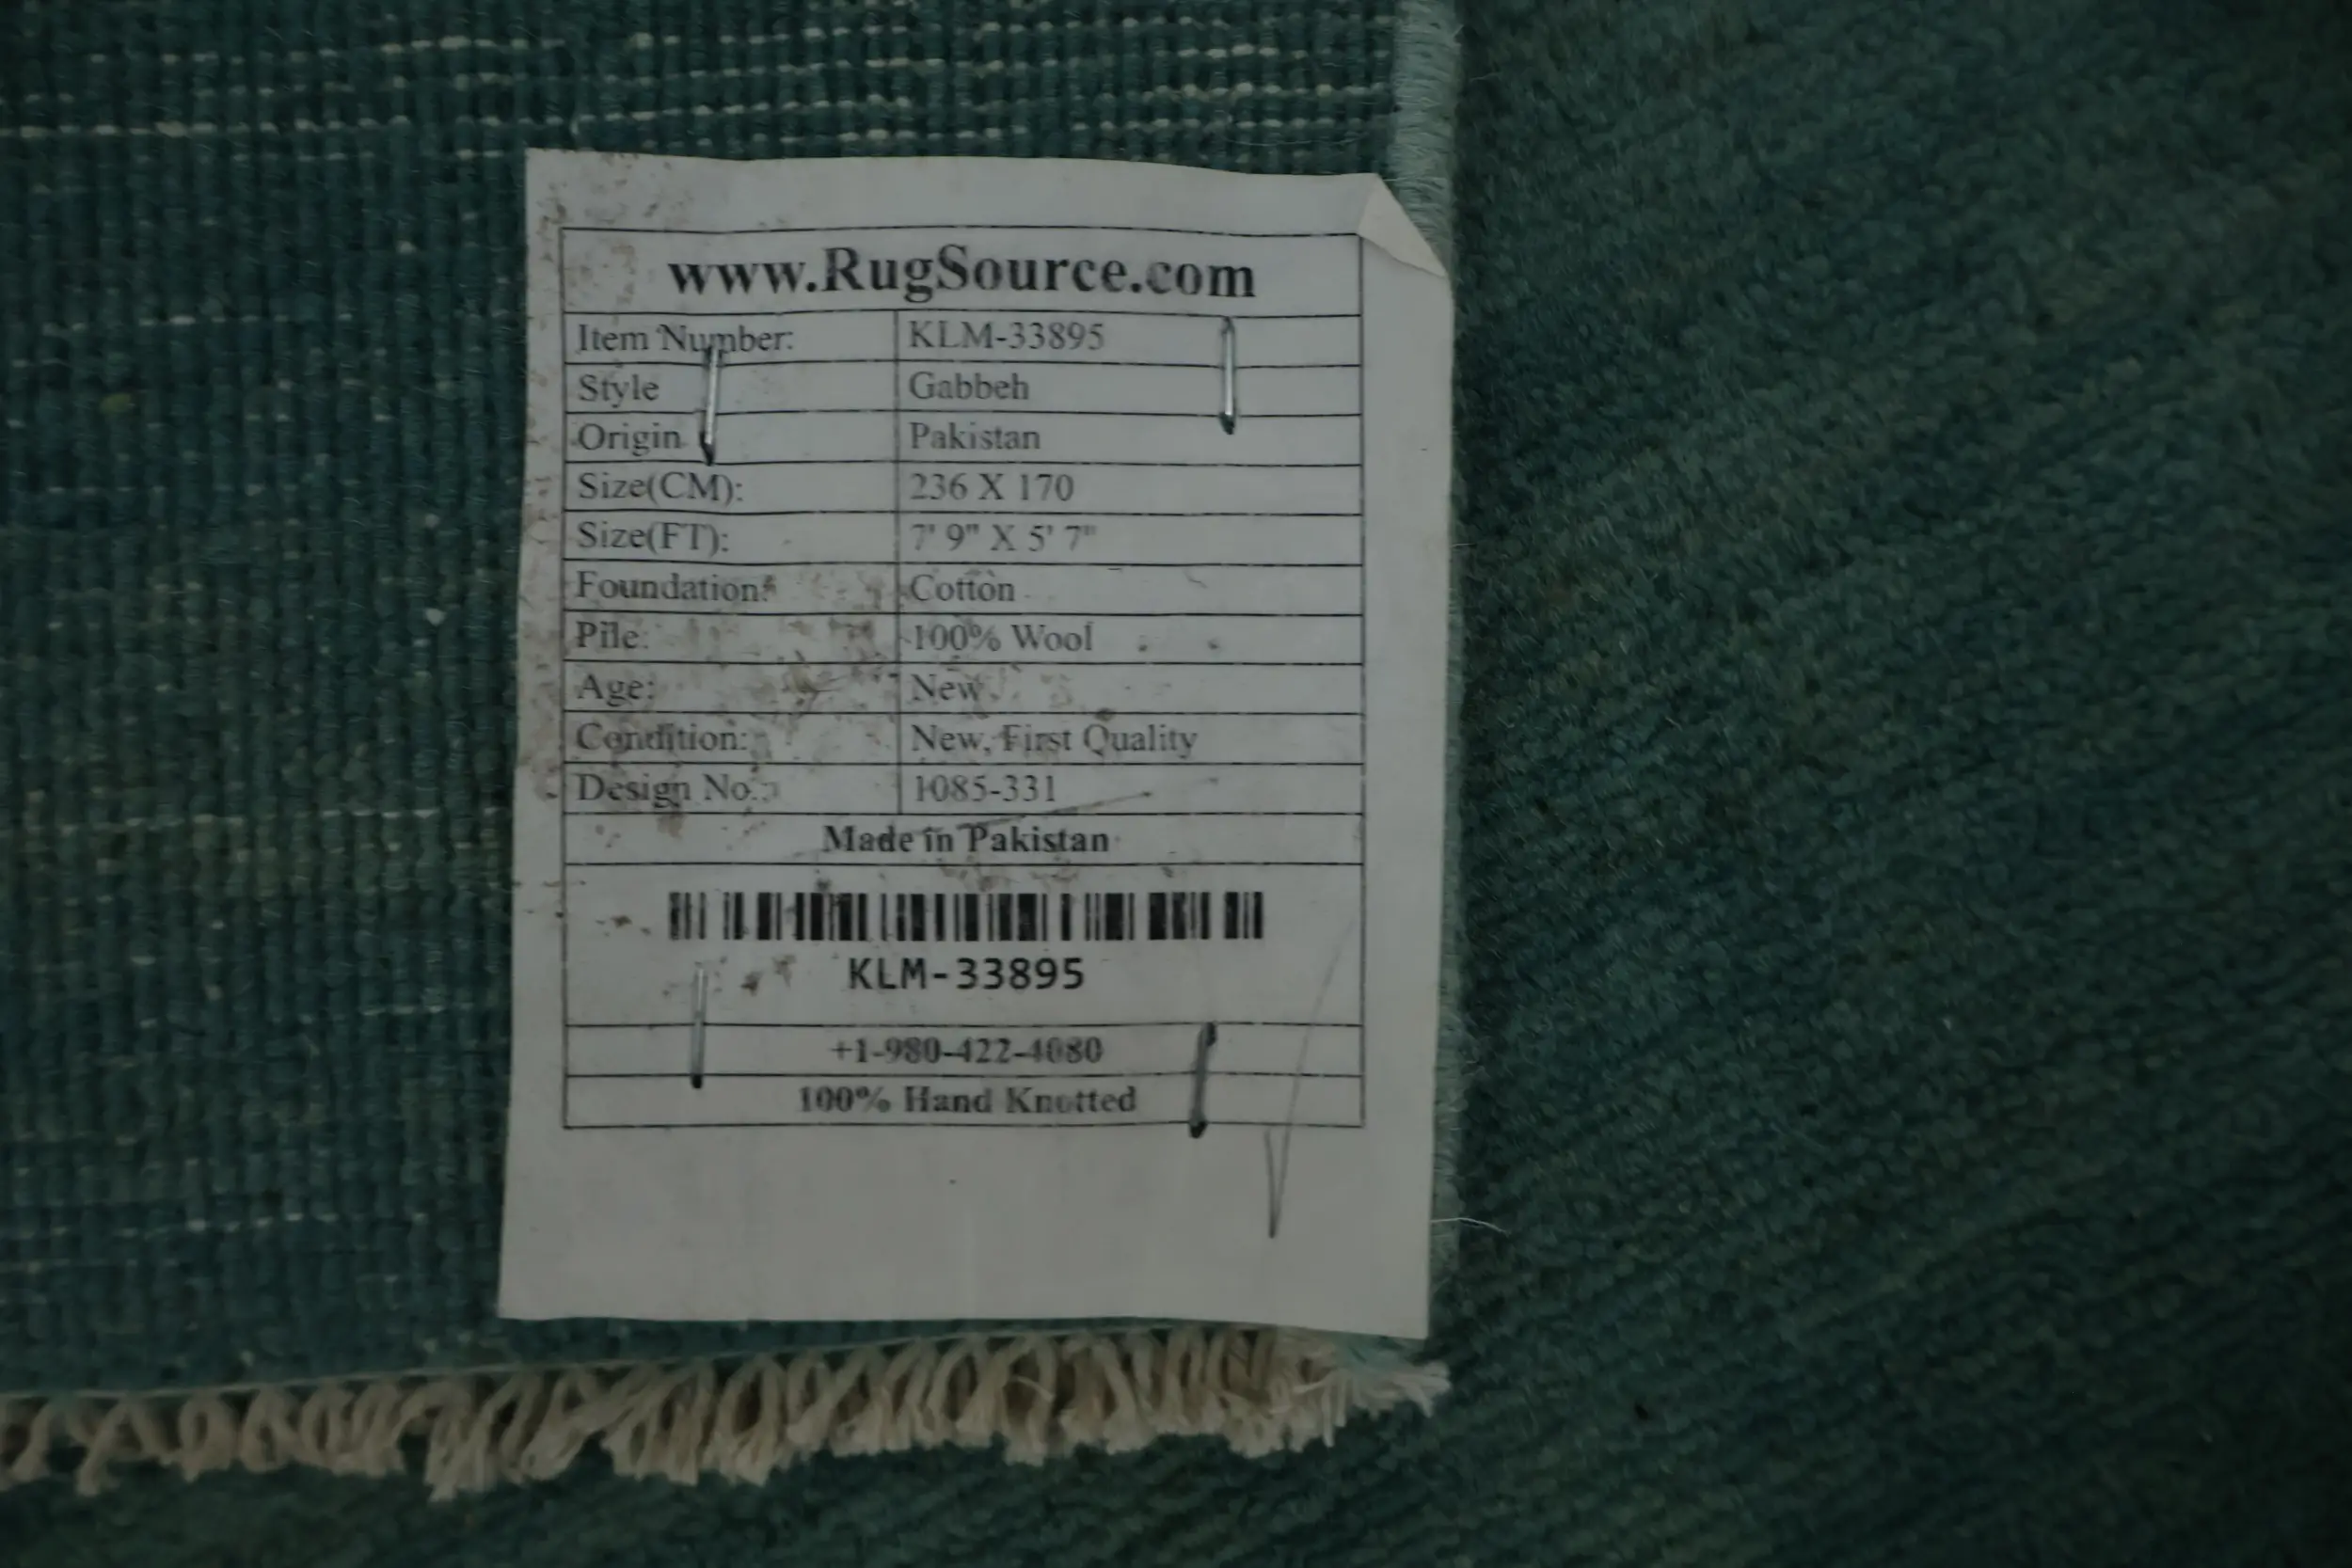 www.RugSource.com
Item Number: KLM-33895
Style Gabbeh
Origin Pakistan
Size(CM): 236 X 170
Size(FT): 7' 9" X 5' 7"
Foundation: Cotton
Pile: 100% Wool
Age: New
Condition: New, First Quality
Design No.: 1085-331
Made in Pakistan
KLM-33895
+1-980-422-4080
100% Hand Knotted